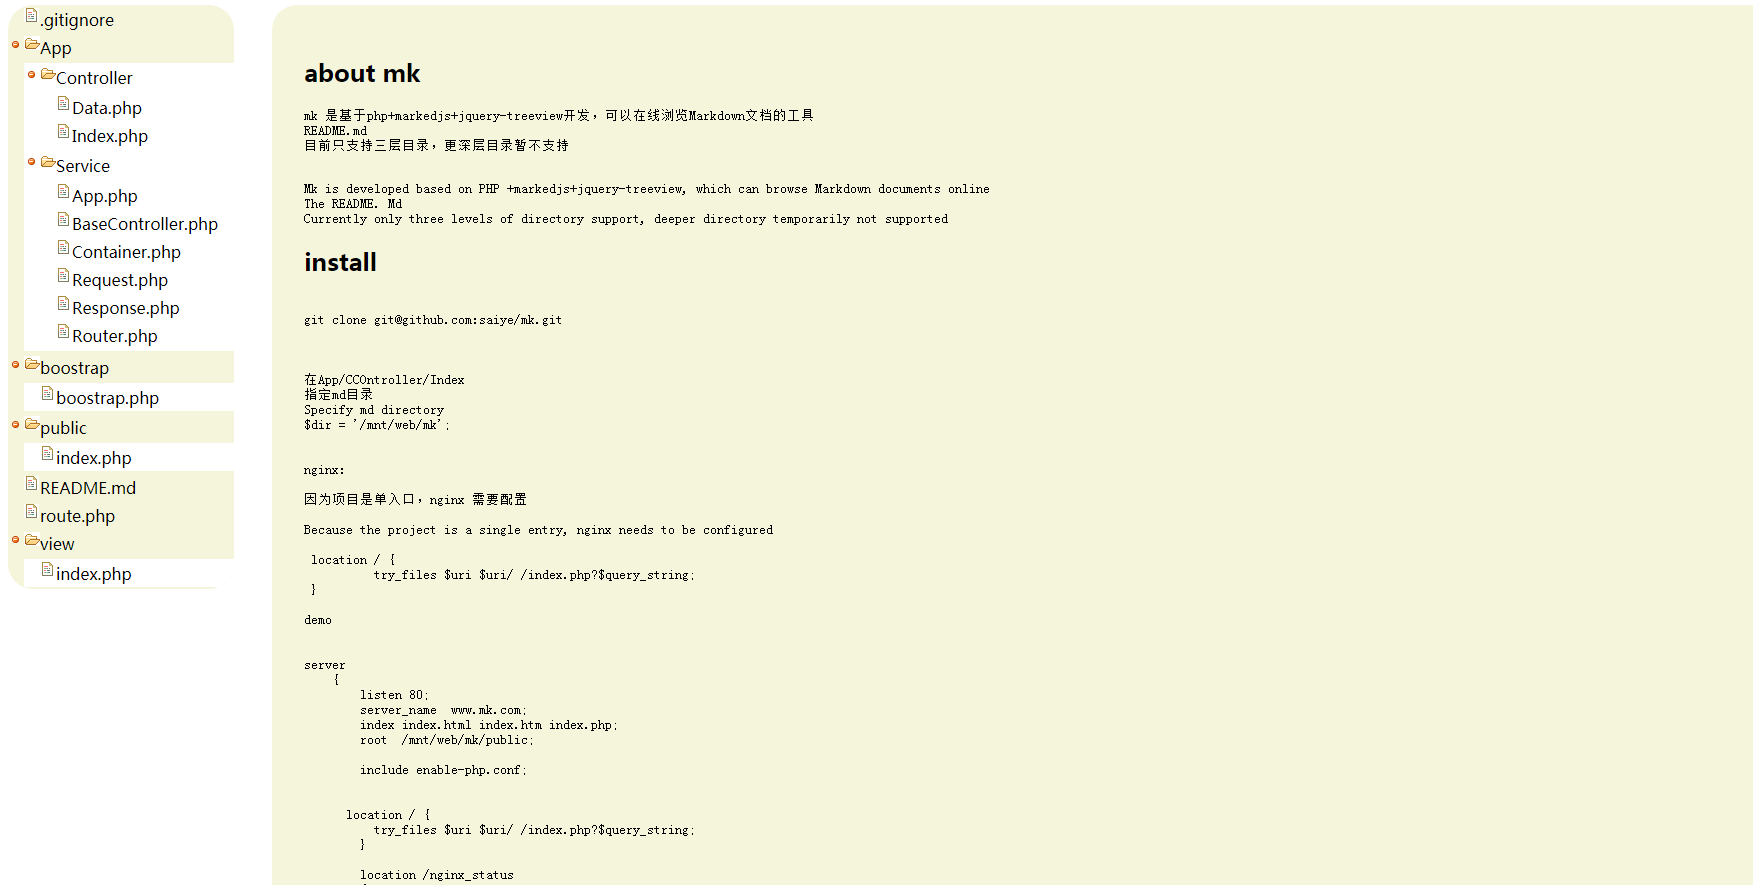 .gitignore
App
Controller
Data.php
Index.php
Service
App.php
BaseController.php
Container.php
Request.php
Response.php
Router.php
boostrap
boostrap.php
public
index.php
README.md
route.php
view
index.php
about mk
mk 是基于php+markedjs+jquery-treeview开发，可以在线浏览Markdown文档的工具
README.md
目前只支持三层目录，更深层目录暂不支持
Mk is developed based on PHP +markedjs+jquery-treeview, which can browse Markdown documents online
The README. Md
Currently only three levels of directory support, deeper directory temporarily not supported
install
git clone git@github.com:saiye/mk.git
在App/CCOntroller/Index
指定md目录
Specify md directory
$dir = '/mnt/web/mk';
nginx:
因为项目是单入口，nginx 需要配置
Because the project is a single entry, nginx needs to be configured
location / {
try_files $uri $uri/ /index.php?$query_string;
}
demo
server
{
listen 80;
server_name  www.mk.com;
index index.html index.htm index.php;
root  /mnt/web/mk/public;
include enable-php.conf;
location / {
try_files $uri $uri/ /index.php?$query_string;
}
location /nginx_status